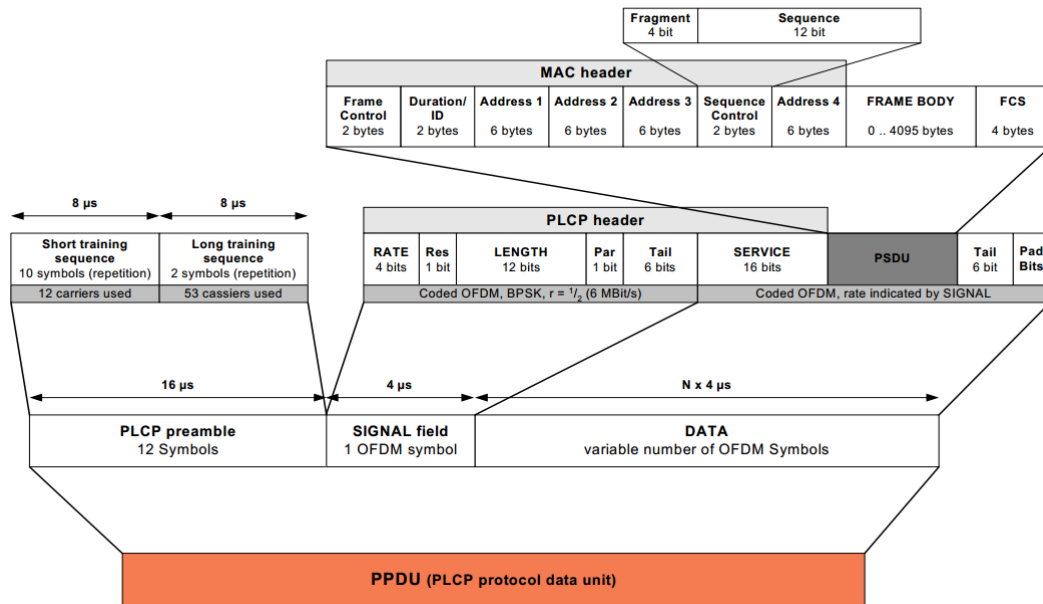 Fragment
4 bit
Sequence
12 bit
MAC header
Frame
Control
2 bytes
Duration/
ID
2 bytes
Address 1
6 bytes
Address 2
6 bytes
Address 3
6 bytes
Sequence
Control
2 bytes
Address 4
6 bytes
FRAME BODY
0 .. 4095 bytes
FCS
4 bytes
8 µs
8 µs
Short training
sequence
10 symbols (repetition)
12 carriers used
Long training
sequence
2 symbols (repetition)
53 cassiers used
PLCP header
RATE
4 bits
Res
1 bit
LENGTH
12 bits
Par
1 bit
Tail
6 bits
SERVICE
16 bits
PSDU
Tail
6 bit
Pad
Bits
Coded OFDM, BPSK, r = 1/2 (6 MBit/s)
Coded OFDM, rate indicated by SIGNAL
16 µs
4 µs
N x 4 µs
PLCP preamble
12 Symbols
SIGNAL field
1 OFDM symbol
DATA
variable number of OFDM Symbols
PPDU (PLCP protocol data unit)